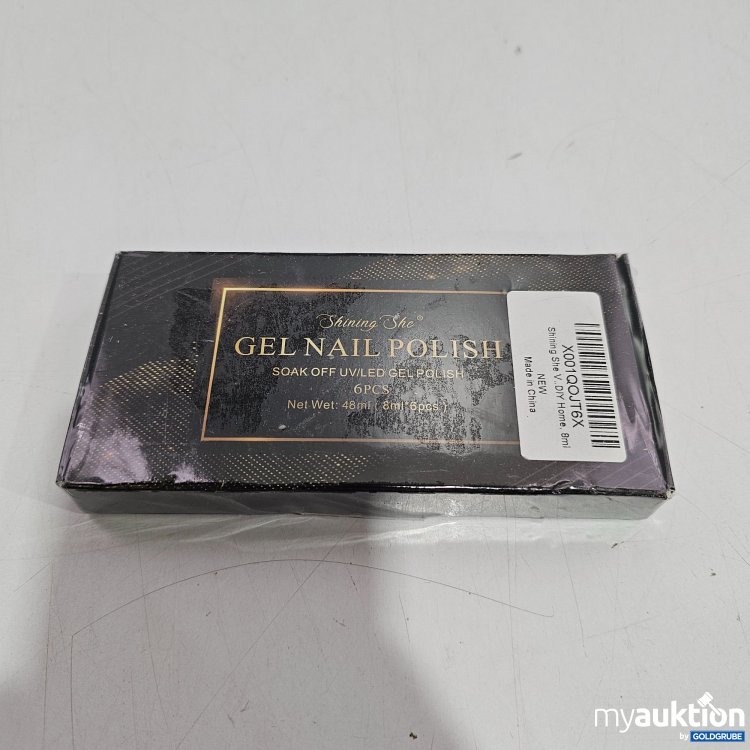 Shining She®
GEL NAIL POLISH
SOAK OFF UV/LED GEL POLISH
6PCS
Net Wet: 48ml ( 8ml*6pcs )
X001QOJT6X
Shining She V..DIY Home, 8ml
NEW
Made in China
myauktion
by GOLDGRUBE